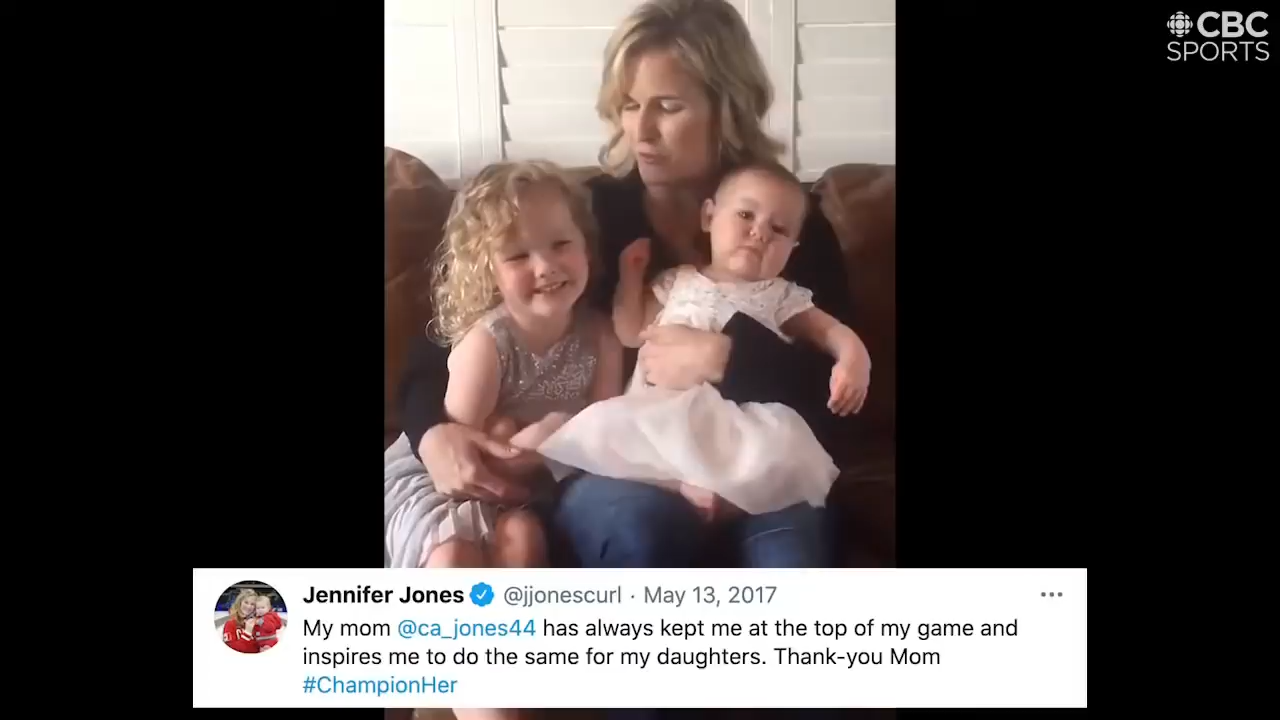 CBC
SPORTS
Jennifer Jones @jjonescurl · May 13, 2017
My mom @ca_jones44 has always kept me at the top of my game and
inspires me to do the same for my daughters. Thank-you Mom
#ChampionHer